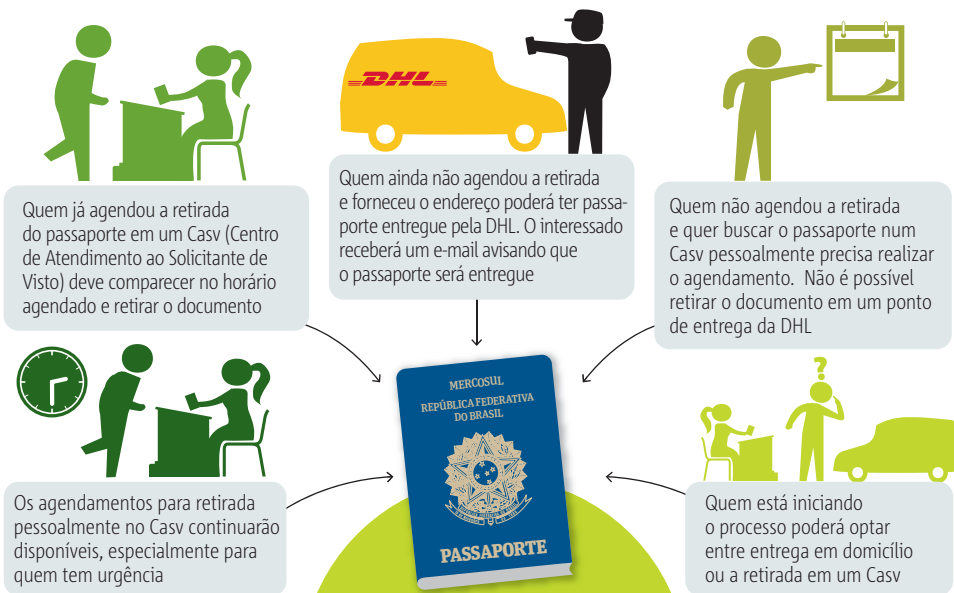 DHL
Quem já agendou a retirada
do passaporte em um Casv (Centro
de Atendimento ao Solicitante de
Visto) deve comparecer no horário
agendado e retirar o documento
Quem ainda não agendou a retirada
e forneceu o endereço poderá ter passa-
porte entregue pela DHL. O interessado
receberá um e-mail avisando que
o passaporte será entregue
Quem não agendou a retirada
e quer buscar o passaporte num
Casv pessoalmente precisa realizar
o agendamento. Não é possível
retirar o documento em um ponto
de entrega da DHL
MERCOSUL
REPÚBLICA FEDERATIVA
DO BRASIL
PASSAPORTE
?
Os agendamentos para retirada
pessoalmente no Casv continuarão
disponíveis, especialmente para
quem tem urgência
Quem está iniciando
o processo poderá optar
entre entrega em domicílio
ou a retirada em um Casv